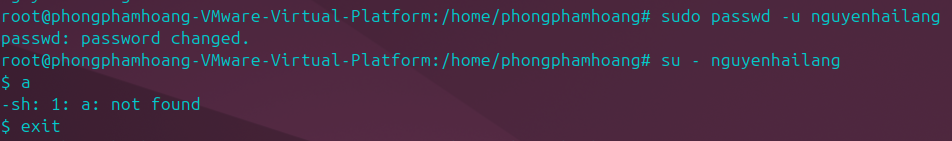 root@phongphamhoang-VMware-Virtual-Platform:/home/phongphamhoang# sudo passwd -u nguyenhailang
passwd: password changed.
root@phongphamhoang-VMware-Virtual-Platform:/home/phongphamhoang# su - nguyenhailang
$ a
-sh: 1: a: not found
$ exit